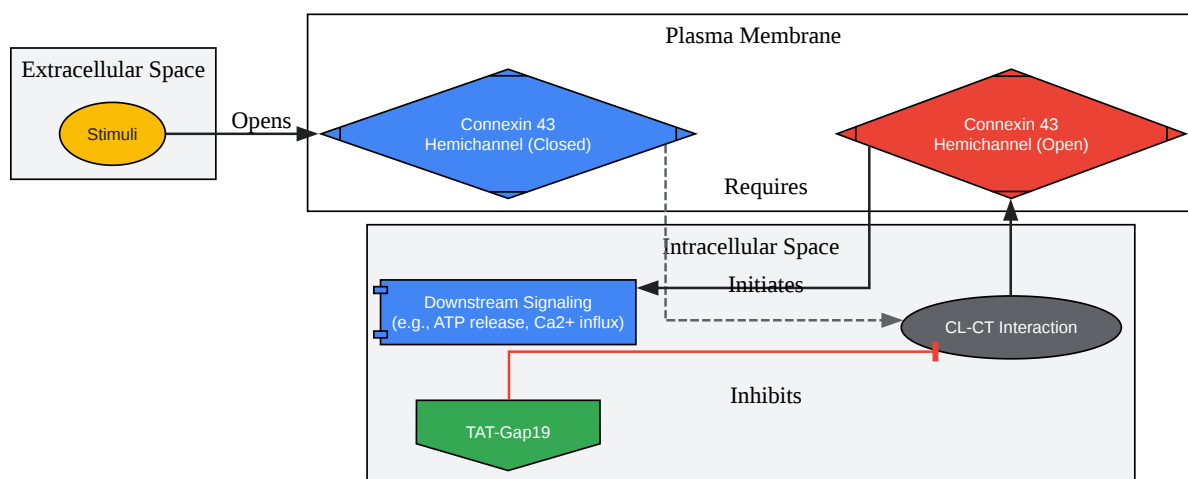 Plasma Membrane
Extracellular Space
Stimuli
Opens
Connexin 43
Hemichannel (Closed)
Connexin 43
Hemichannel (Open)
Requires
Intracellular Space
Initiates
Downstream Signaling
(e.g., ATP release, Ca2+ influx)
CL-CT Interaction
Inhibits
TAT-Gap19